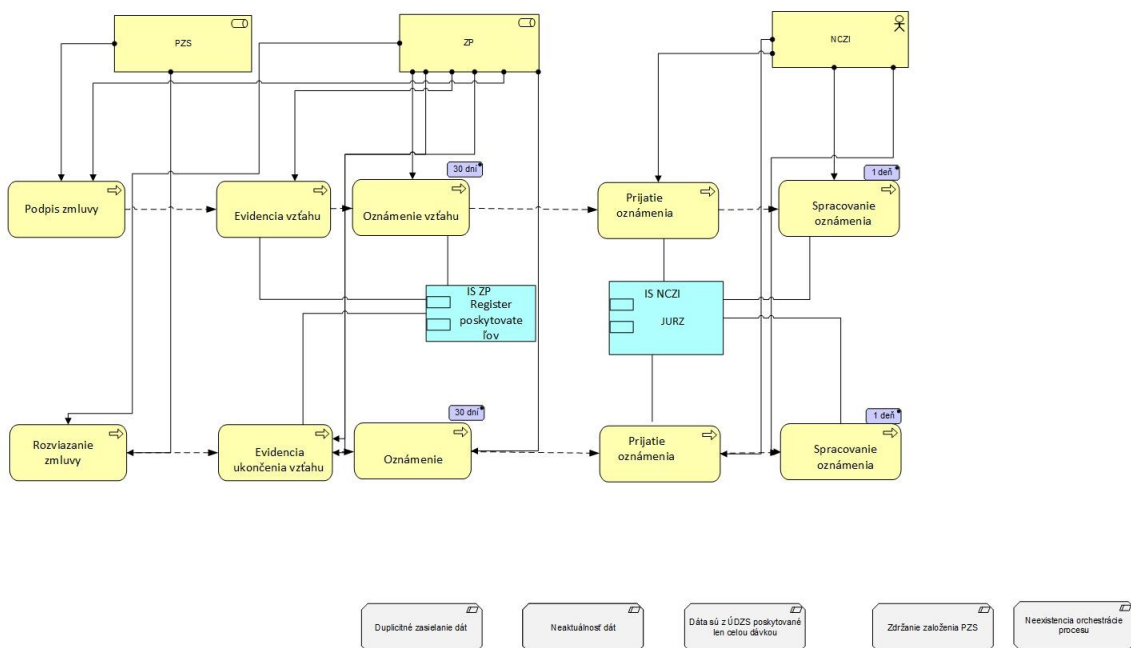 PZS
ZP
NCZI
30 dní
1 deň
Podpis zmluvy
Evidencia vzťahu
Oznámenie vzťahu
Prijatie
oznámenia
Spracovanie
oznámenia
IS ZP
Register
poskytovate
ľov
IS NCZI
JURZ
30 dní
1 deň
Rozviazanie
zmluvy
Evidencia
ukončenia vzťahu
Oznámenie
Prijatie
oznámenia
Spracovanie
oznámenia
Duplicitné zasielanie dát
Neaktuálnosť dát
Dáta sú z ÚDZS poskytované
len celou dávkou
Zdržanie založenia PZS
Neexistencia orchestrácie
procesu